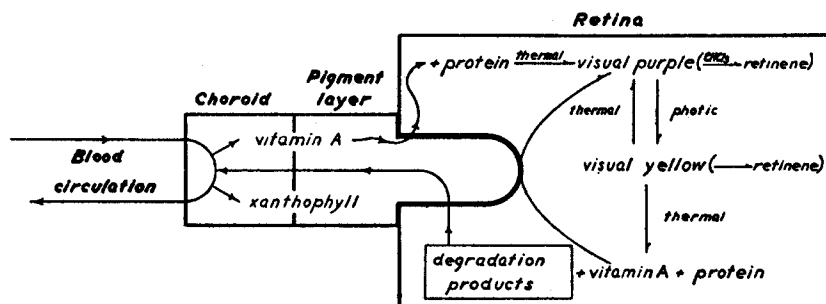 Retina
+ protein thermal visual purple (CHCl3 retinene)
Pigment
layer
Choroid
thermal
photic
vitamin A
Blood
circulation
visual yellow ( retinene)
xanthophyll
thermal
degradation
products
+ vitamin A + protein